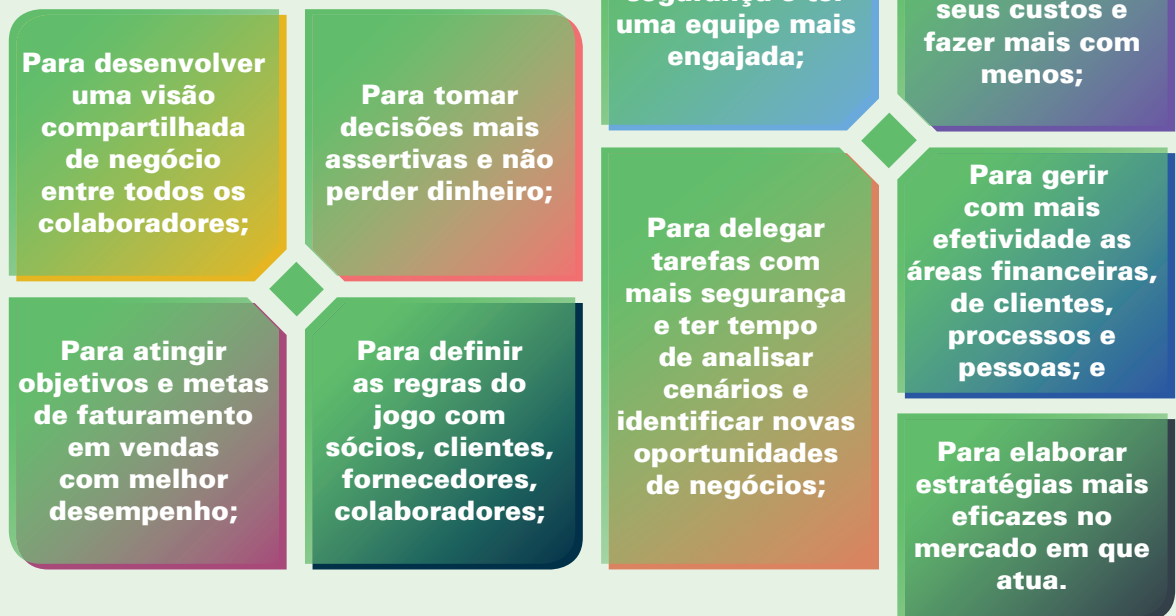 Para desenvolver
uma visão
compartilhada
de negócio
entre todos os
colaboradores;
Para tomar
decisões mais
assertivas e não
perder dinheiro;
Para atingir
objetivos e metas
de faturamento
em vendas
com melhor
desempenho;
Para definir
as regras do
jogo com
sócios, clientes,
fornecedores,
colaboradores;
segurança e ter
uma equipe mais
engajada;
seus custos e
fazer mais com
menos;
Para delegar
tarefas com
mais segurança
e ter tempo
de analisar
cenários e
identificar novas
oportunidades
de negócios;
Para gerir
com mais
efetividade as
áreas financeiras,
de clientes,
processos e
pessoas; e
Para elaborar
estratégias mais
eficazes no
mercado em que
atua.